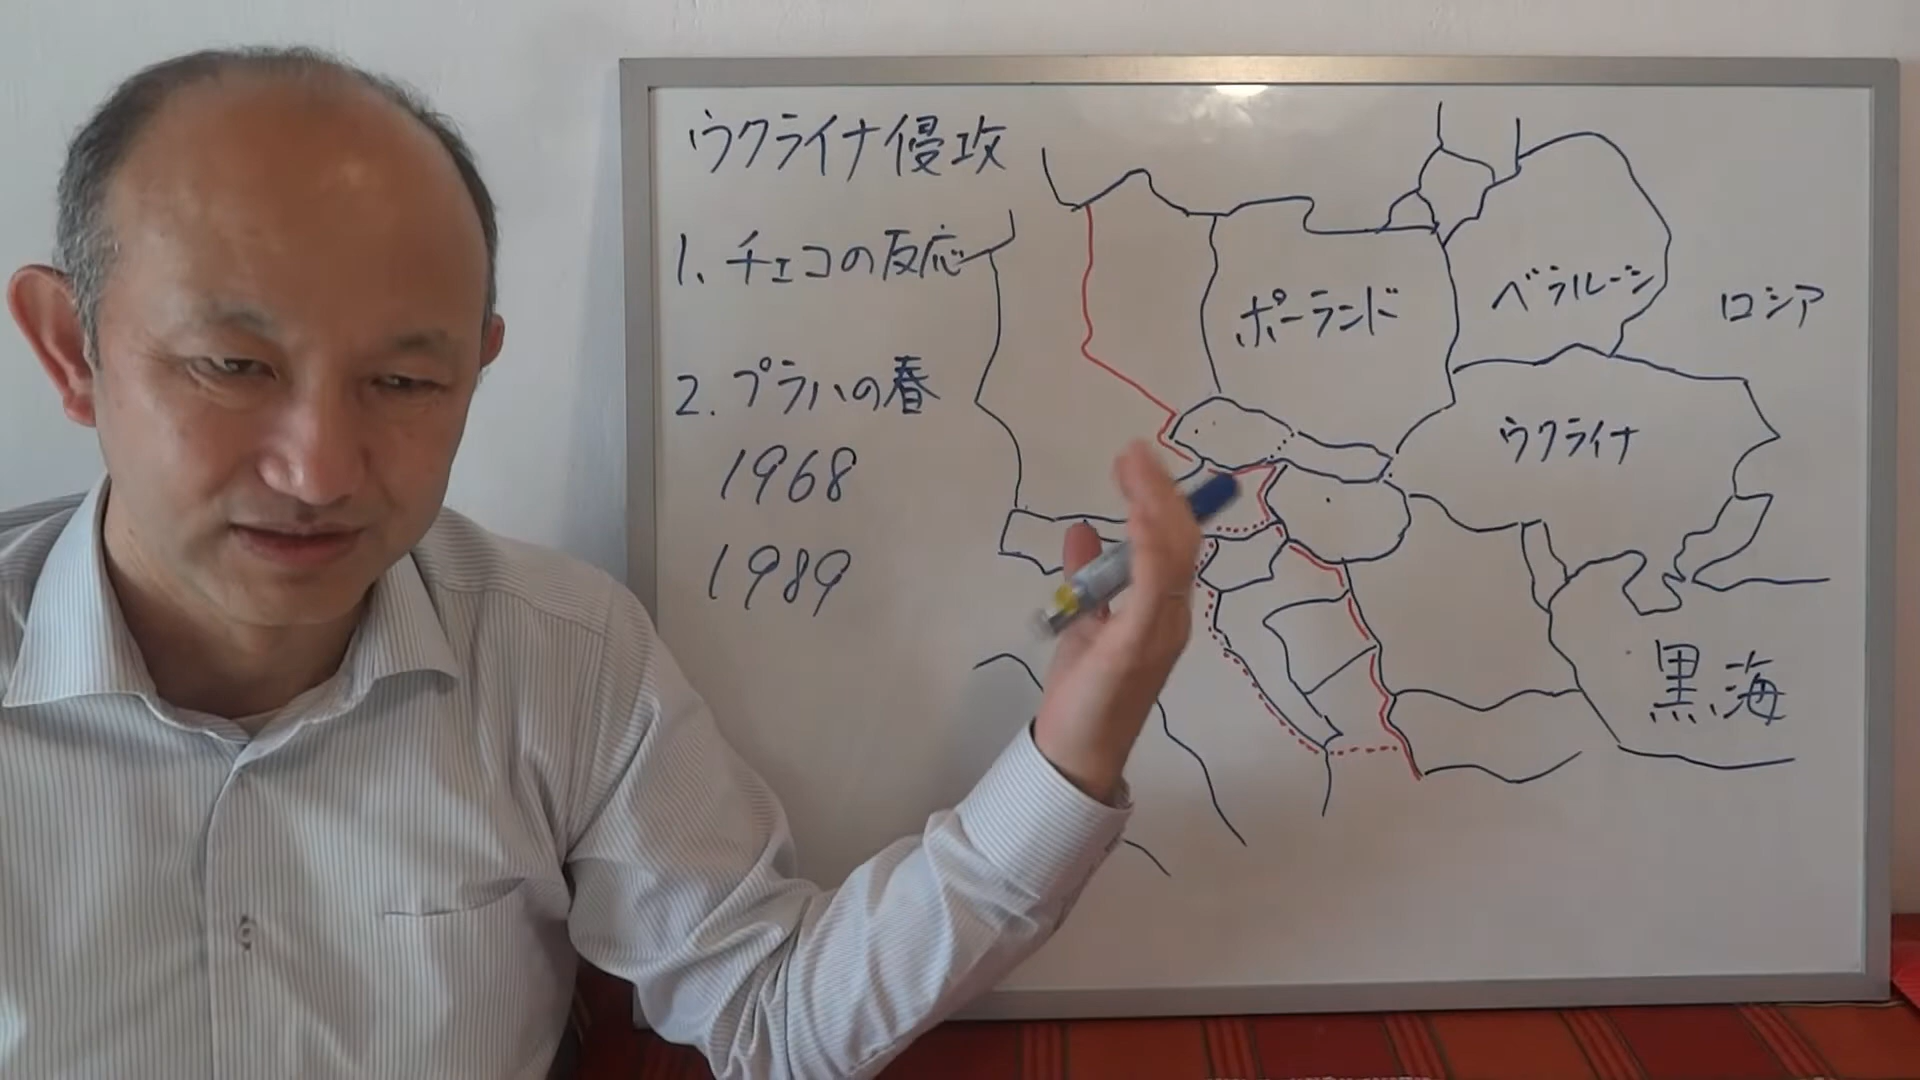 ウクライナ侵攻
1. チェコの反応
2. プラハの春
1968
1989
ポーランド
ベラルーシ
ロシア
ウクライナ
黒海